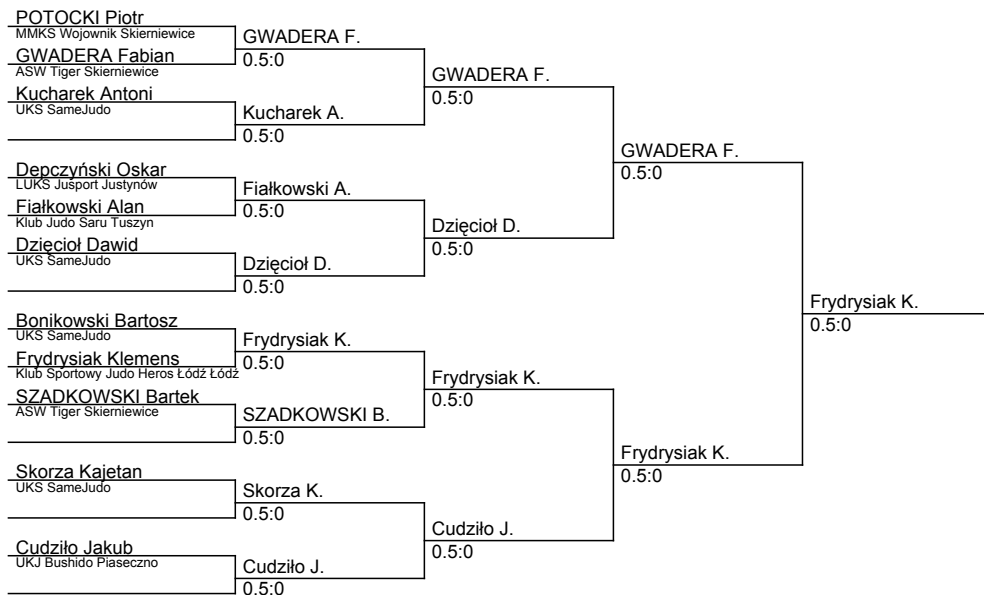 POTOCKI Piotr
MMKS Wojownik Skierniewice
GWADERA Fabian
ASW Tiger Skierniewice
Kucharek Antoni
UKS SameJudo
Depczyński Oskar
LUKS Jusport Justynów
Fiałkowski Alan
Klub Judo Saru Tuszyn
Dzięcioł Dawid
UKS SameJudo
Bonikowski Bartosz
UKS SameJudo
Frydrysiak Klemens
Klub Sportowy Judo Heros Łódź Łódź
SZADKOWSKI Bartek
ASW Tiger Skierniewice
Skorza Kajetan
UKS SameJudo
Cudziło Jakub
UKJ Bushido Piaseczno
GWADERA F.
0.5:0
Kucharek A.
0.5:0
Fiałkowski A.
0.5:0
Dzięcioł D.
0.5:0
Frydrysiak K.
0.5:0
SZADKOWSKI B.
0.5:0
Skorza K.
0.5:0
Cudziło J.
0.5:0
GWADERA F.
0.5:0
Dzięcioł D.
0.5:0
Frydrysiak K.
0.5:0
Cudziło J.
0.5:0
GWADERA F.
0.5:0
Frydrysiak K.
0.5:0
Frydrysiak K.
0.5:0